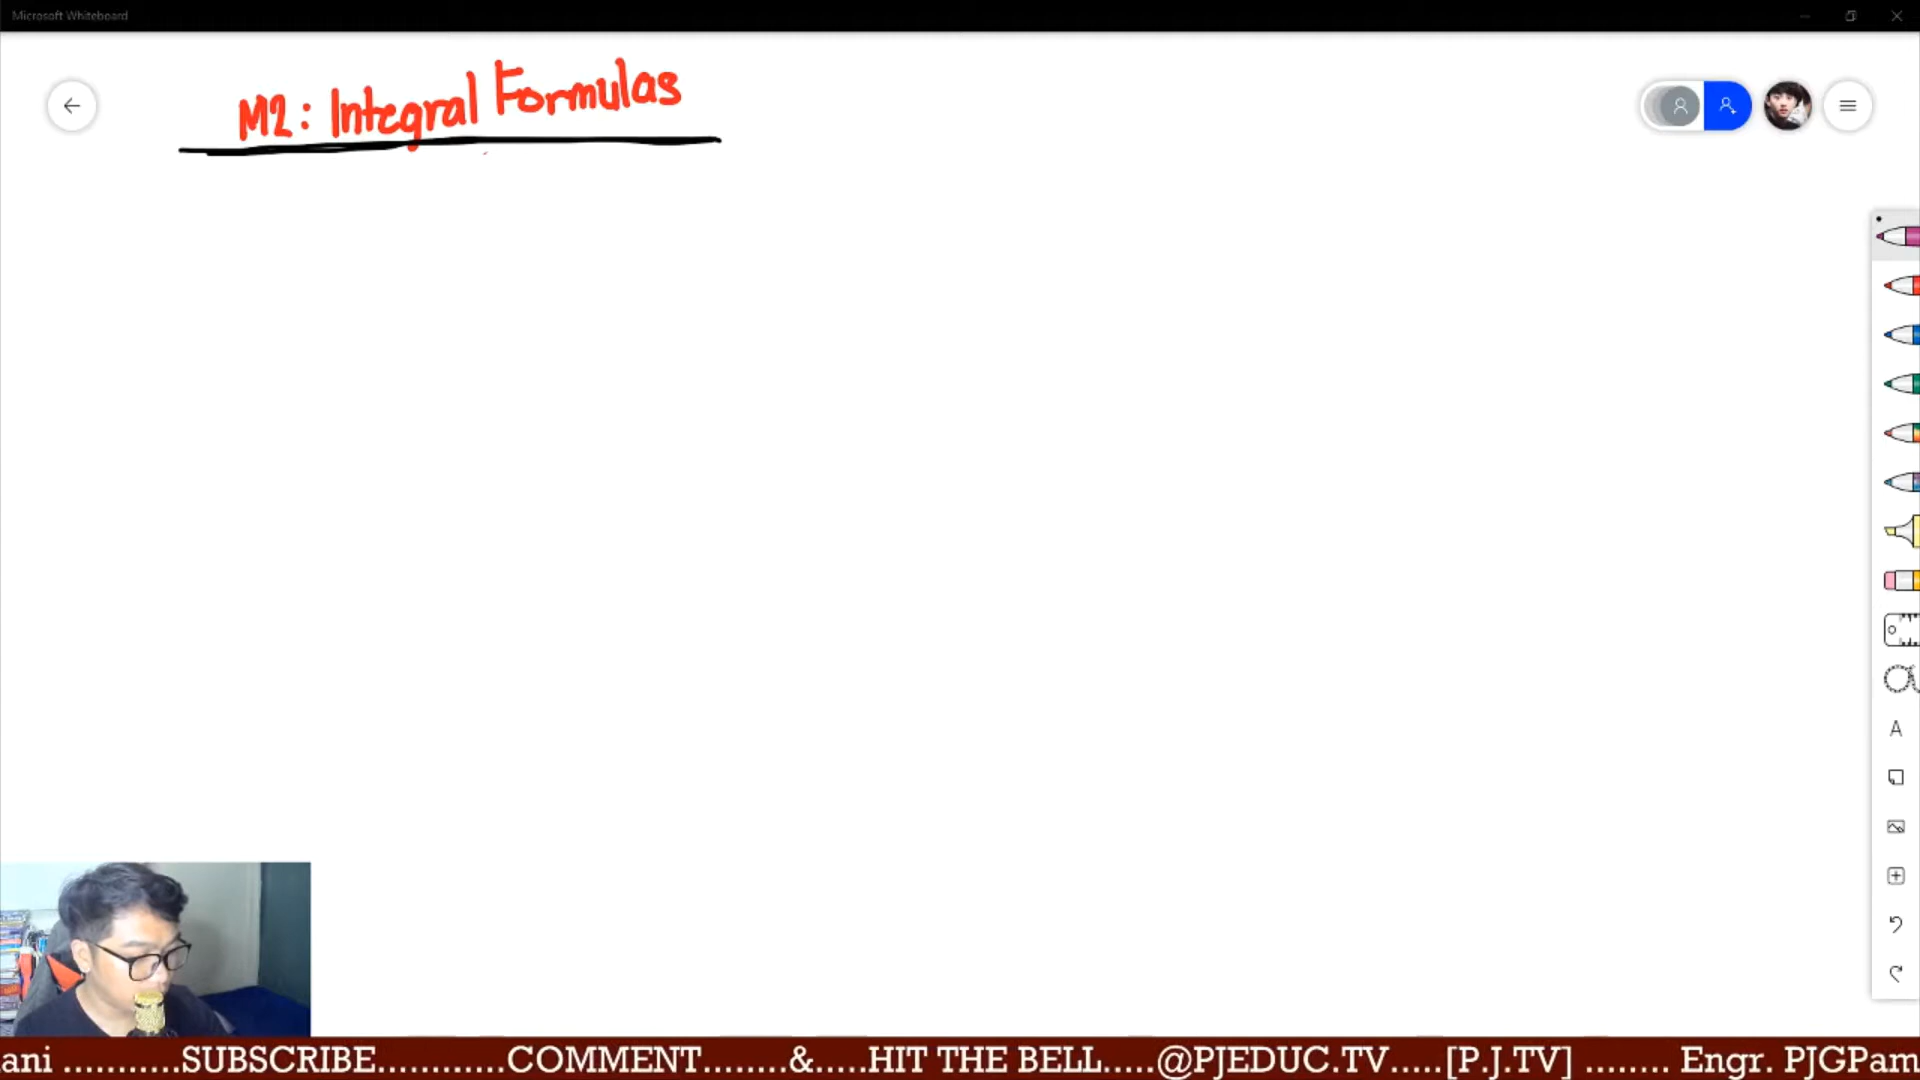 Microsoft Whiteboard
M2: Integral Formulas
A
ani ...........SUBSCRIBE............COMMENT........&.....HIT THE BELL.....@PJEDUC.TV.....[P.J.TV] ........ Engr. PJGPam